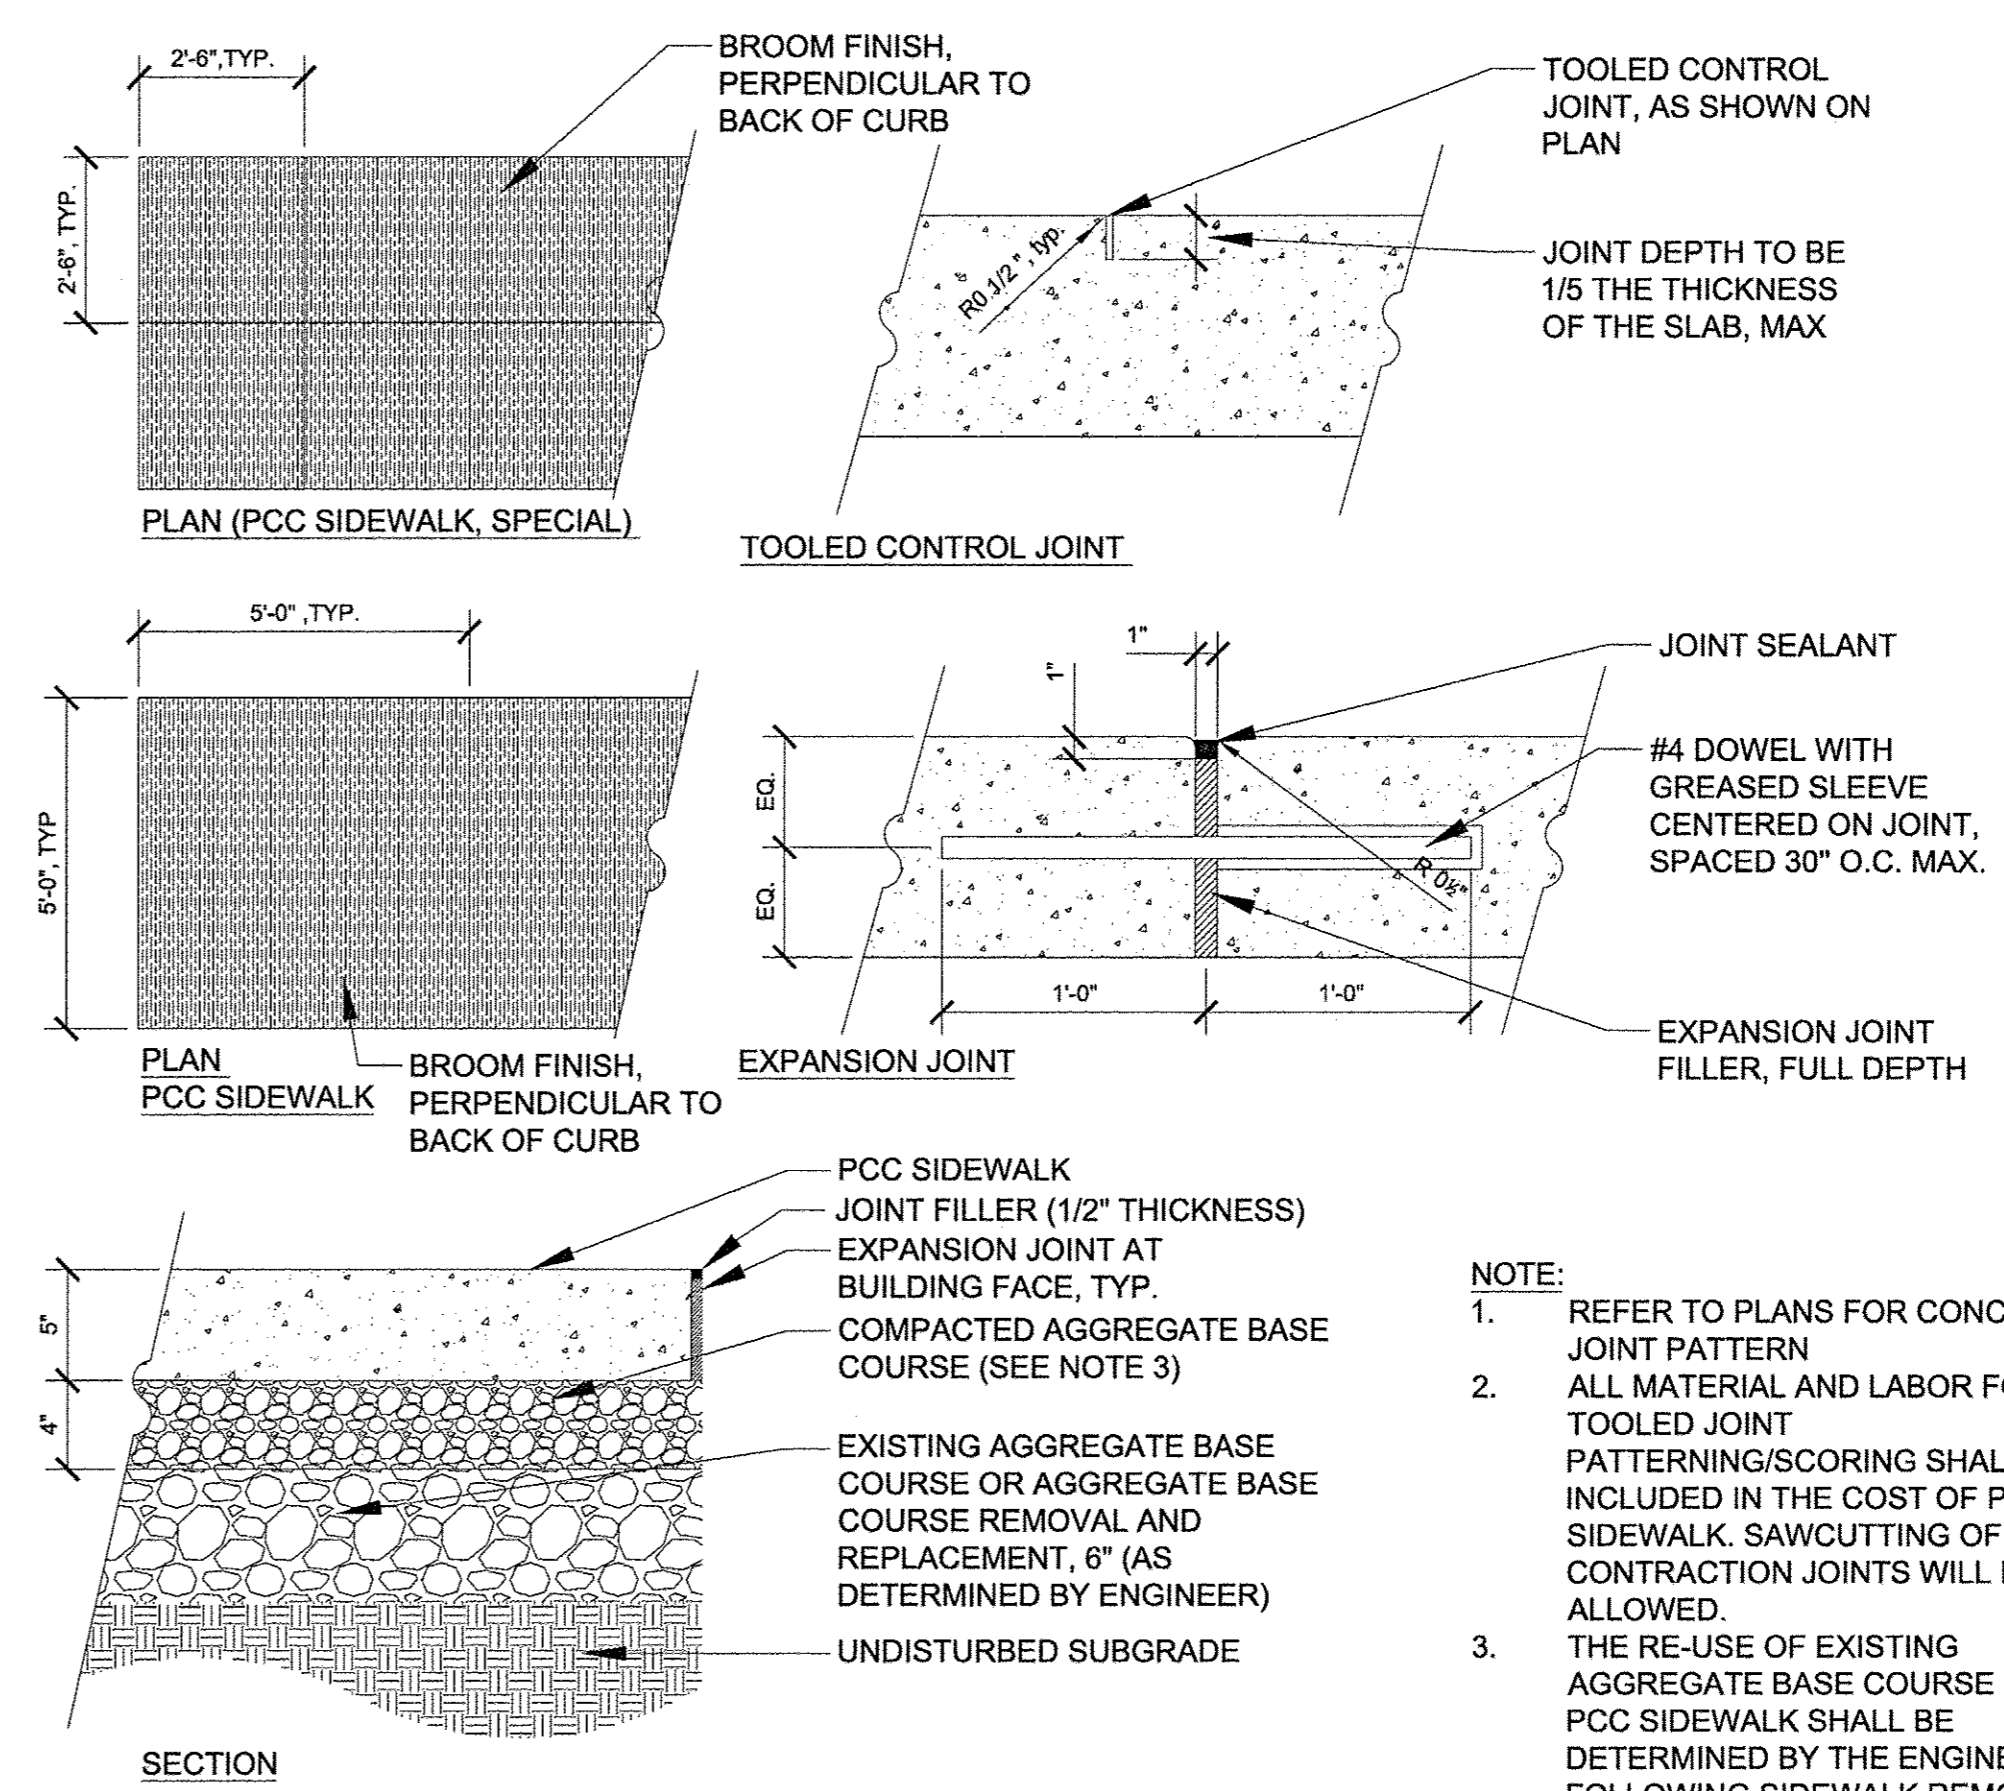 2'-6",TYP.
2'-6", TYP.
BROOM FINISH,
PERPENDICULAR TO
BACK OF CURB
PLAN (PCC SIDEWALK, SPECIAL)
TOOLED CONTROL
JOINT, AS SHOWN ON
PLAN
R0.1/2", typ.
JOINT DEPTH TO BE
1/5 THE THICKNESS
OF THE SLAB, MAX
TOOLED CONTROL JOINT
5'-0" ,TYP.
5'-0", TYP
PLAN
PCC SIDEWALK
BROOM FINISH,
PERPENDICULAR TO
BACK OF CURB
1"
1"
JOINT SEALANT
EQ.
EQ.
#4 DOWEL WITH
GREASED SLEEVE
CENTERED ON JOINT,
SPACED 30" O.C. MAX.
R 0½"
1'-0"
1'-0"
EXPANSION JOINT
FILLER, FULL DEPTH
EXPANSION JOINT
PCC SIDEWALK
JOINT FILLER (1/2" THICKNESS)
EXPANSION JOINT AT
BUILDING FACE, TYP.
COMPACTED AGGREGATE BASE
COURSE (SEE NOTE 3)
5"
4"
EXISTING AGGREGATE BASE
COURSE OR AGGREGATE BASE
COURSE REMOVAL AND
REPLACEMENT, 6" (AS
DETERMINED BY ENGINEER)
UNDISTURBED SUBGRADE
SECTION
NOTE:
1. REFER TO PLANS FOR CONC
JOINT PATTERN
2. ALL MATERIAL AND LABOR FO
TOOLED JOINT
PATTERNING/SCORING SHAL
INCLUDED IN THE COST OF P
SIDEWALK. SAWCUTTING OF
CONTRACTION JOINTS WILL
ALLOWED.
3. THE RE-USE OF EXISTING
AGGREGATE BASE COURSE
PCC SIDEWALK SHALL BE
DETERMINED BY THE ENGINE
FOLLOWING SIDEWALK REMO